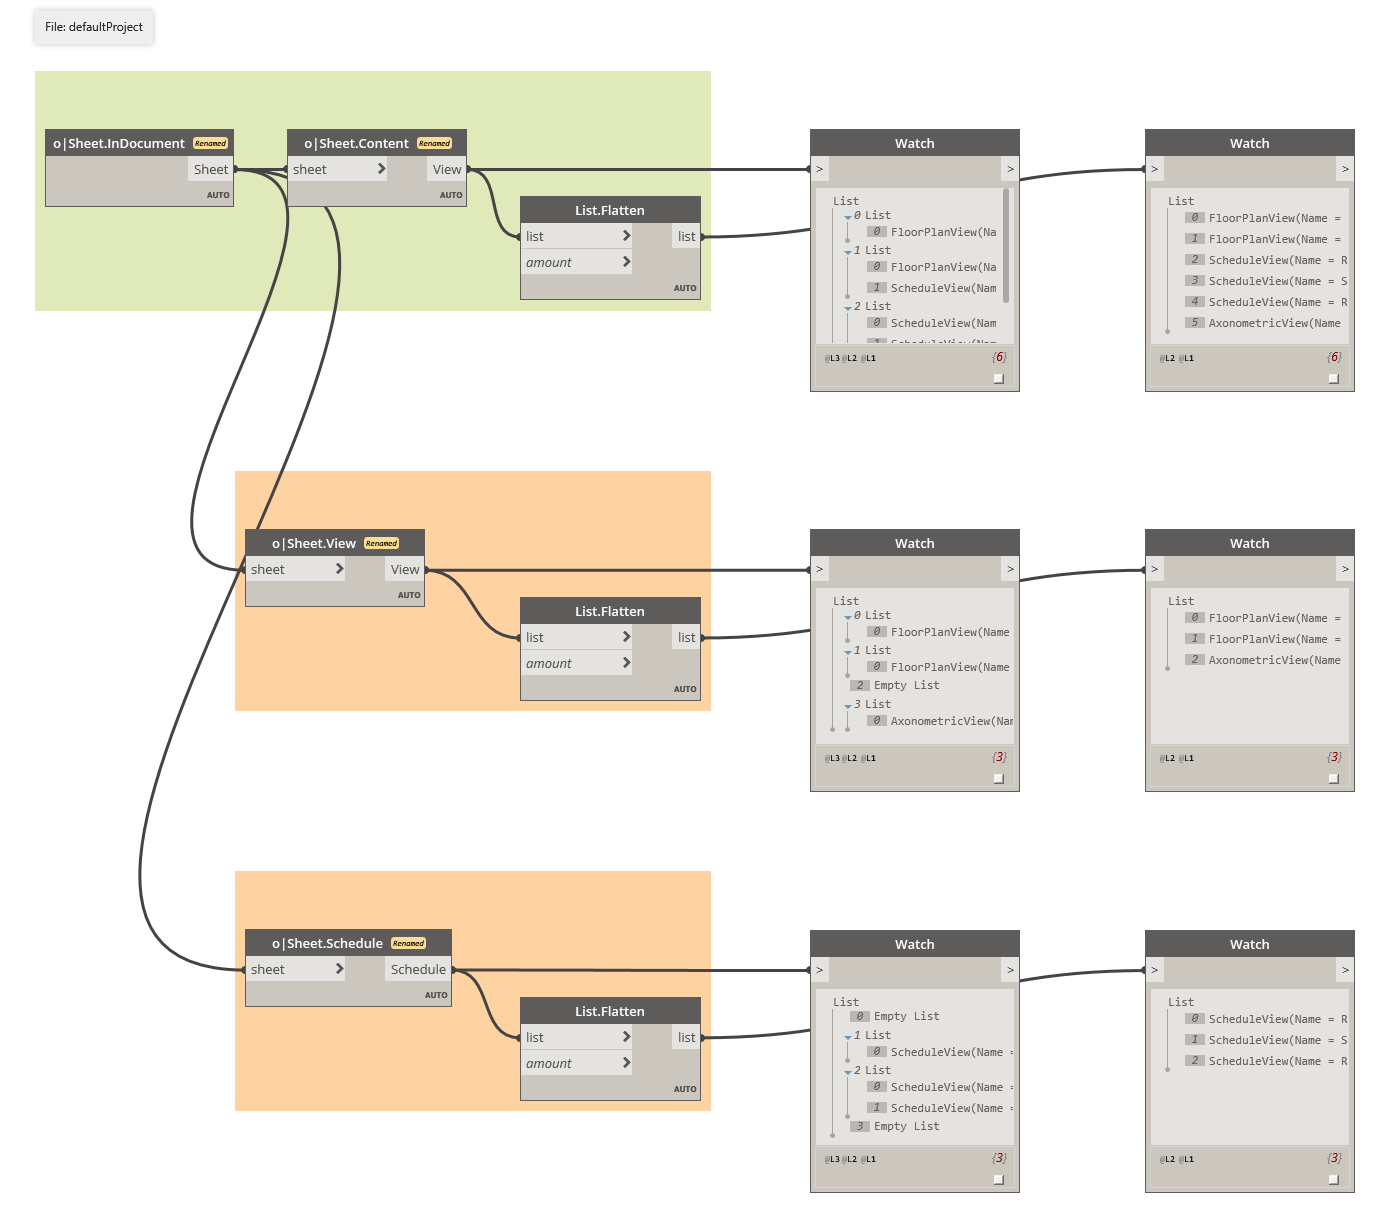 File: defaultProject
o|Sheet.InDocument Renamed
Sheet
AUTO
o|Sheet.Content Renamed
sheet > View
AUTO
List.Flatten
list > list
amount >
AUTO
Watch
> >
List
0 List
0 FloorPlanView(Na
1 List
0 FloorPlanView(Na
1 ScheduleView(Nam
2 List
0 ScheduleView(Nam
1 ScheduleView(Nam
@L3 @L2 @L1 {6}
Watch
> >
List
0 FloorPlanView(Name =
1 FloorPlanView(Name =
2 ScheduleView(Name = R
3 ScheduleView(Name = S
4 ScheduleView(Name = R
5 AxonometricView(Name
@L2 @L1 {6}
o|Sheet.View Renamed
sheet > View
AUTO
List.Flatten
list > list
amount >
AUTO
Watch
> >
List
0 List
0 FloorPlanView(Name
1 List
0 FloorPlanView(Name
2 Empty List
3 List
0 AxonometricView(Nam
@L3 @L2 @L1 {3}
Watch
> >
List
0 FloorPlanView(Name =
1 FloorPlanView(Name =
2 AxonometricView(Name
@L2 @L1 {3}
o|Sheet.Schedule Renamed
sheet > Schedule
AUTO
List.Flatten
list > list
amount >
AUTO
Watch
> >
List
0 Empty List
1 List
0 ScheduleView(Name =
2 List
0 ScheduleView(Name =
1 ScheduleView(Name =
3 Empty List
@L3 @L2 @L1 {3}
Watch
> >
List
0 ScheduleView(Name = R
1 ScheduleView(Name = S
2 ScheduleView(Name = R
@L2 @L1 {3}